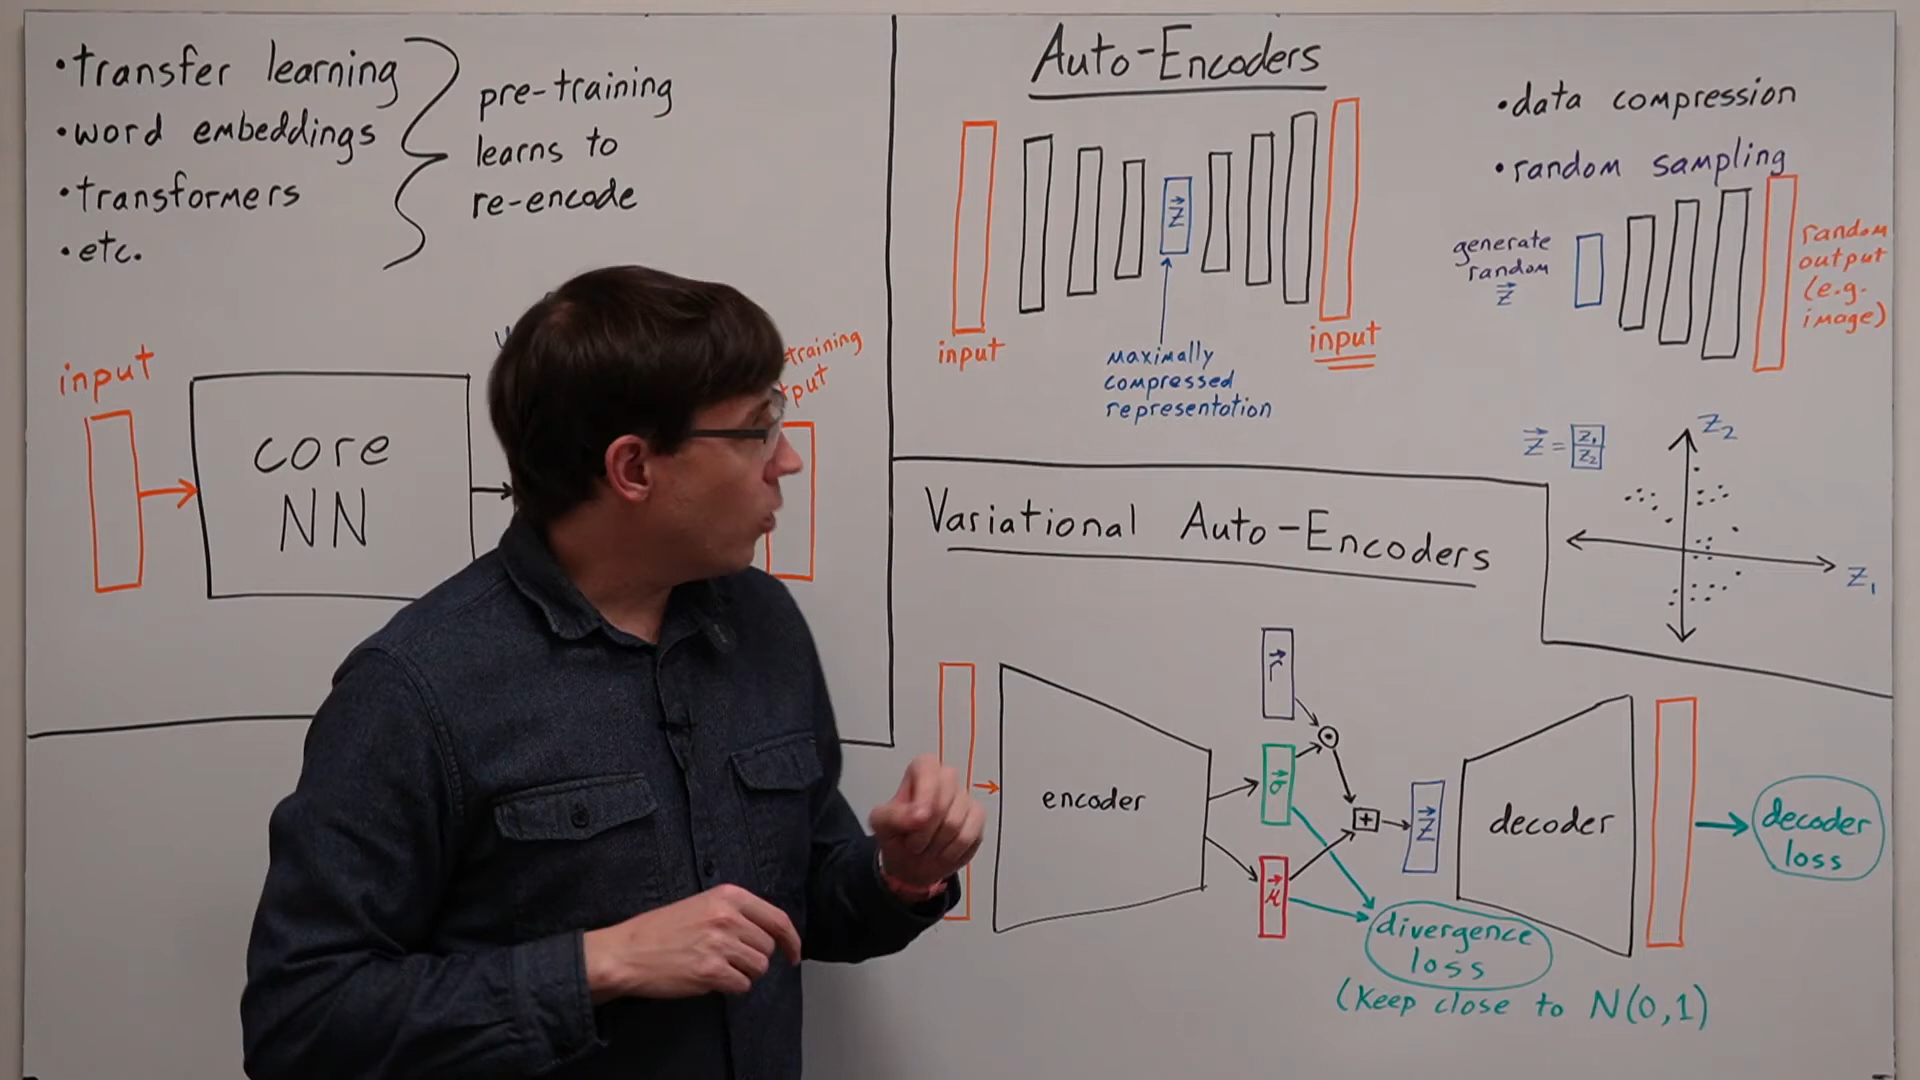 •transfer learning
•word embeddings
•transformers
•etc.
pre-training
learns to
re-encode
input
core
NN
training
Auto-Encoders
input
z
maximally
compressed
representation
input
•data compression
•random sampling
generate
random
z
random
output
(e.g.
image)
z = z1
z2
z2
z1
Variational Auto-Encoders
encoder
r
σ
μ
+
z
decoder
decoder
loss
divergence
loss
(Keep close to N(0,1)